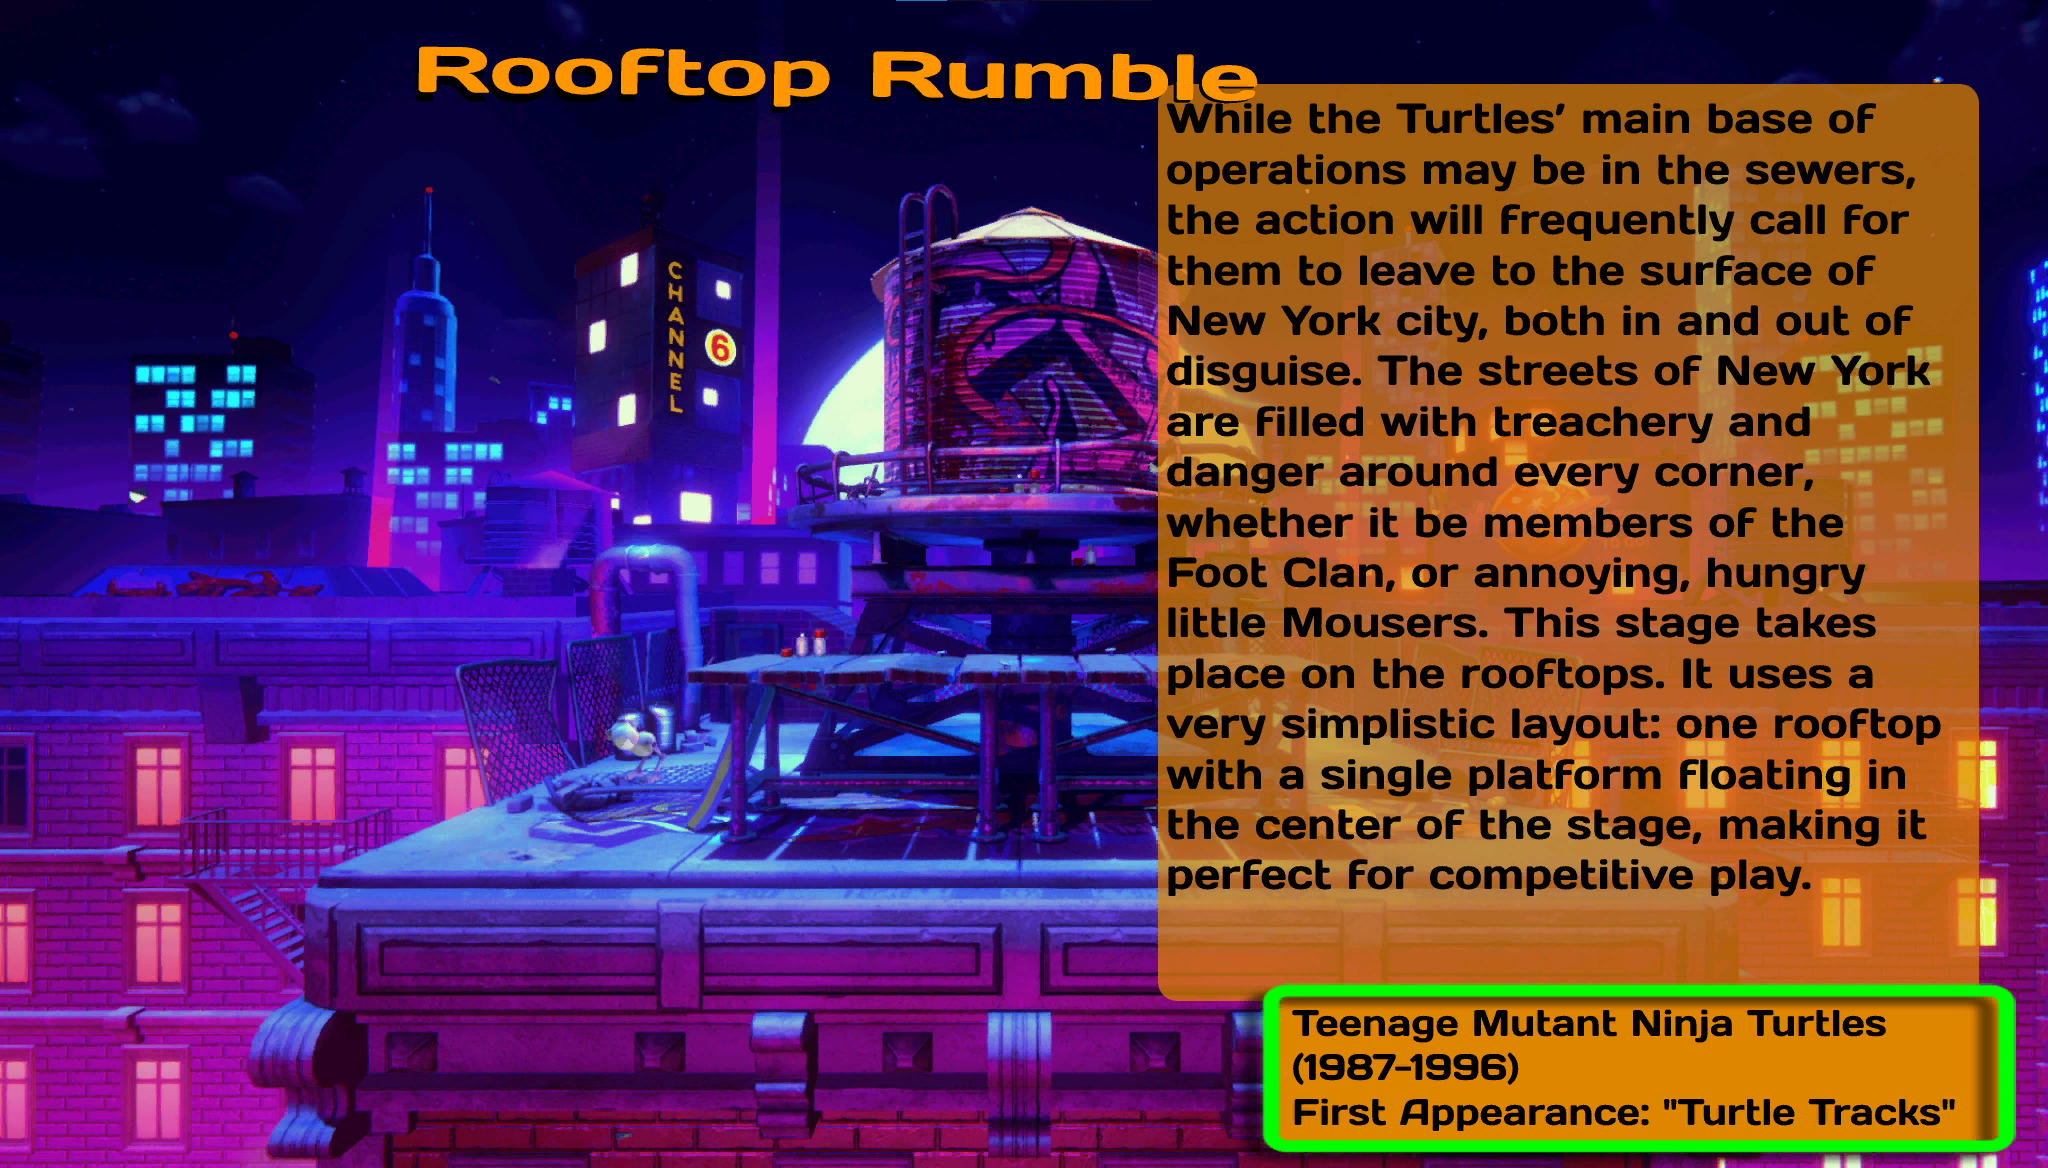 Rooftop Rumble
CHANNEL
6
While the Turtles’ main base of
operations may be in the sewers,
the action will frequently call for
them to leave to the surface of
New York city, both in and out of
disguise. The streets of New York
are filled with treachery and
danger around every corner,
whether it be members of the
Foot Clan, or annoying, hungry
little Mousers. This stage takes
place on the rooftops. It uses a
very simplistic layout: one rooftop
with a single platform floating in
the center of the stage, making it
perfect for competitive play.
Teenage Mutant Ninja Turtles
(1987-1996)
First Appearance: "Turtle Tracks"